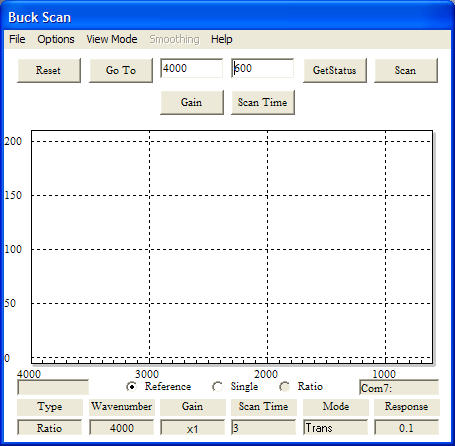 Buck Scan
File Options View Mode Smoothing Help
Reset Go To 4000 600 GetStatus Scan
Gain Scan Time
200
150
100
50
0
4000 3000 2000 1000
Reference Single Ratio Com7:
Type Wavenumber Gain Scan Time Mode Response
Ratio 4000 x1 3 Trans 0.1